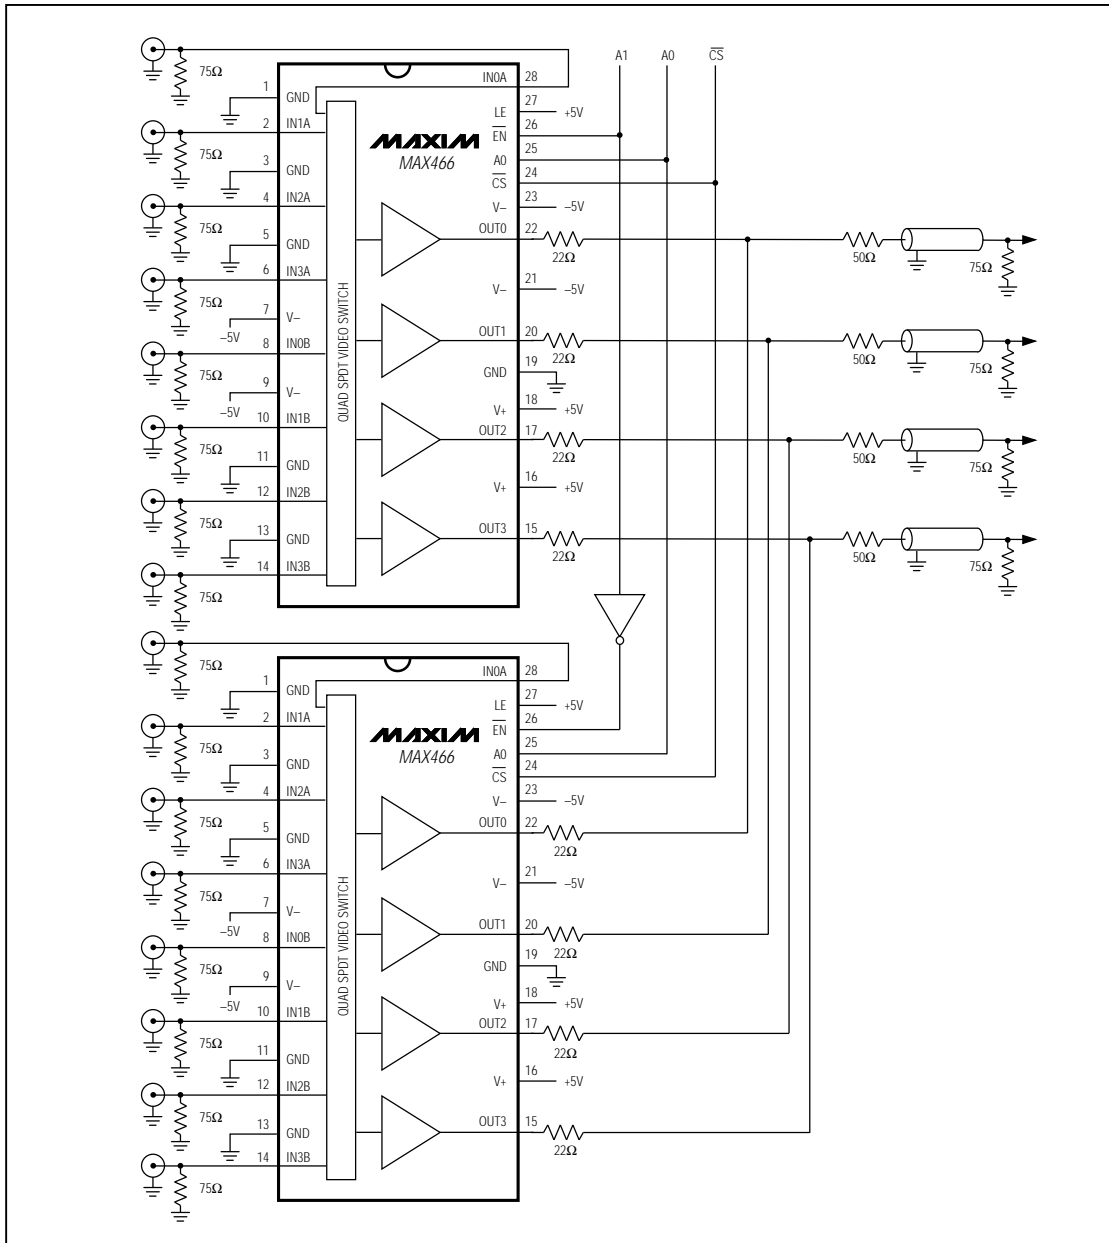 A1 A0 CS
75Ω
IN0A 28
1 GND
27
LE +5V
2 IN1A
26
EN
MAXIM
MAX466
75Ω
25
A0
3 GND
24
CS
4 IN2A
23
V– –5V
75Ω
OUT0 22
22Ω
50Ω
75Ω
5 GND
6 IN3A
21
V– –5V
75Ω
7 V–
–5V
QUAD SPDT VIDEO SWITCH
OUT1 20
22Ω
50Ω
75Ω
8 IN0B
19
GND
75Ω
9 V–
–5V
18
V+ +5V
10 IN1B
OUT2 17
22Ω
50Ω
75Ω
75Ω
11 GND
16
V+ +5V
12 IN2B
75Ω
13 GND
OUT3 15
22Ω
50Ω
75Ω
14 IN3B
75Ω
75Ω
IN0A 28
1 GND
27
LE +5V
2 IN1A
26
EN
MAXIM
MAX466
75Ω
25
A0
3 GND
24
CS
4 IN2A
23
V– –5V
75Ω
OUT0 22
22Ω
5 GND
6 IN3A
21
V– –5V
75Ω
7 V–
–5V
QUAD SPDT VIDEO SWITCH
OUT1 20
22Ω
8 IN0B
19
GND
75Ω
9 V–
–5V
18
V+ +5V
10 IN1B
OUT2 17
22Ω
75Ω
11 GND
16
V+ +5V
12 IN2B
75Ω
13 GND
OUT3 15
22Ω
14 IN3B
75Ω